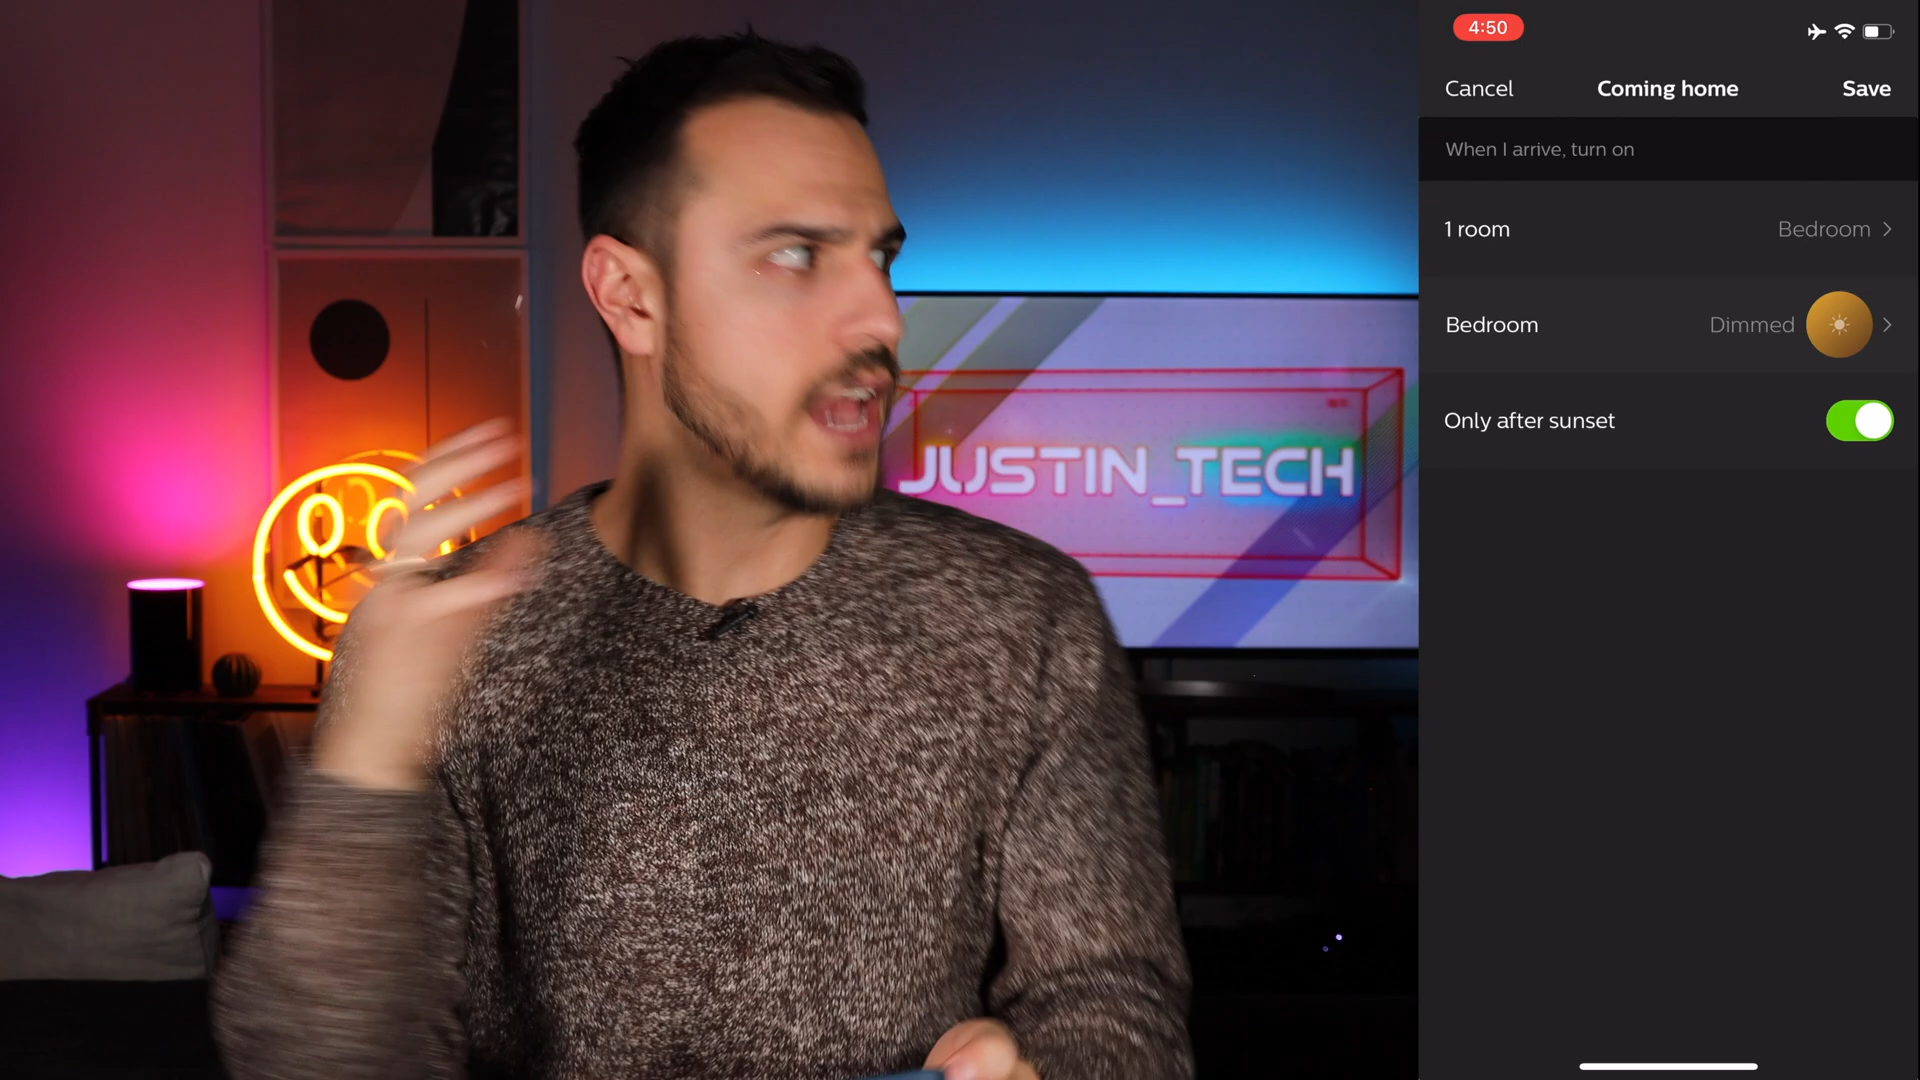 4:50
Cancel Coming home Save
When I arrive, turn on
1 room Bedroom
Bedroom Dimmed
Only after sunset
JUSTIN_TECH